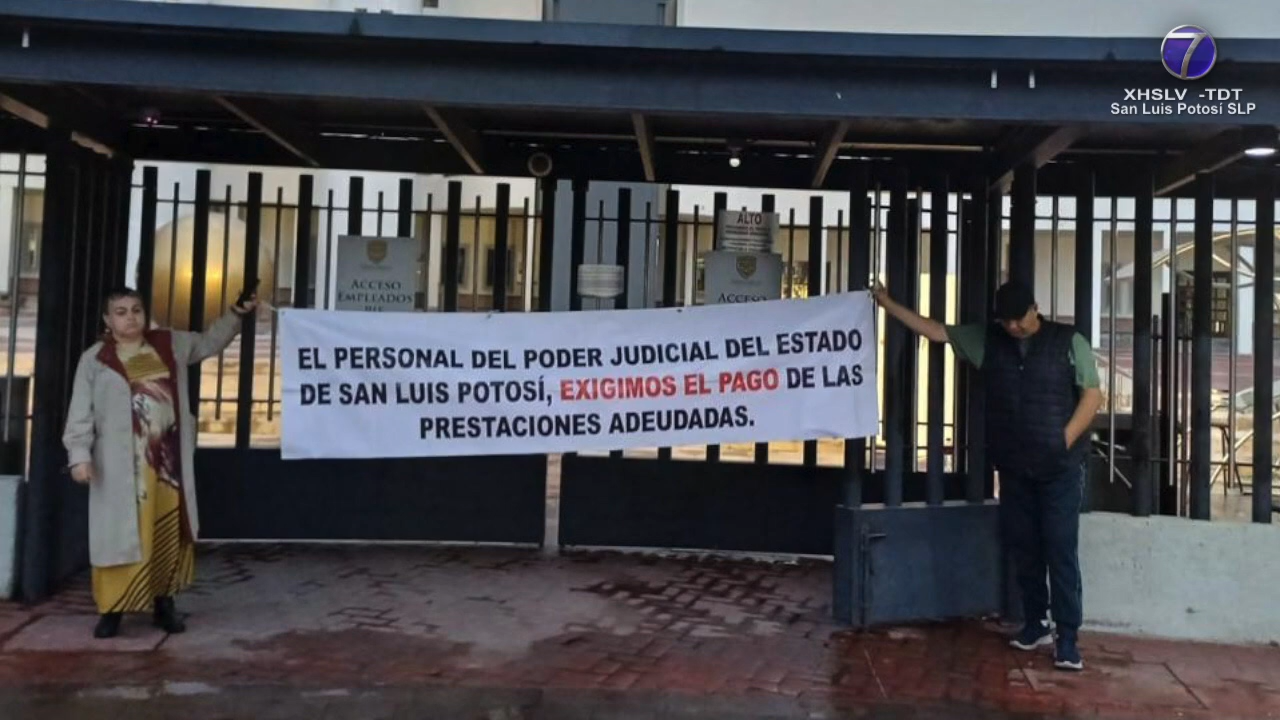 7
XHSLV -TDT
San Luis Potosí SLP
ALTO
ACCESO
EMPLEADOS
ACCESO
EL PERSONAL DEL PODER JUDICIAL DEL ESTADO
DE SAN LUIS POTOSÍ, EXIGIMOS EL PAGO DE LAS
PRESTACIONES ADEUDADAS.